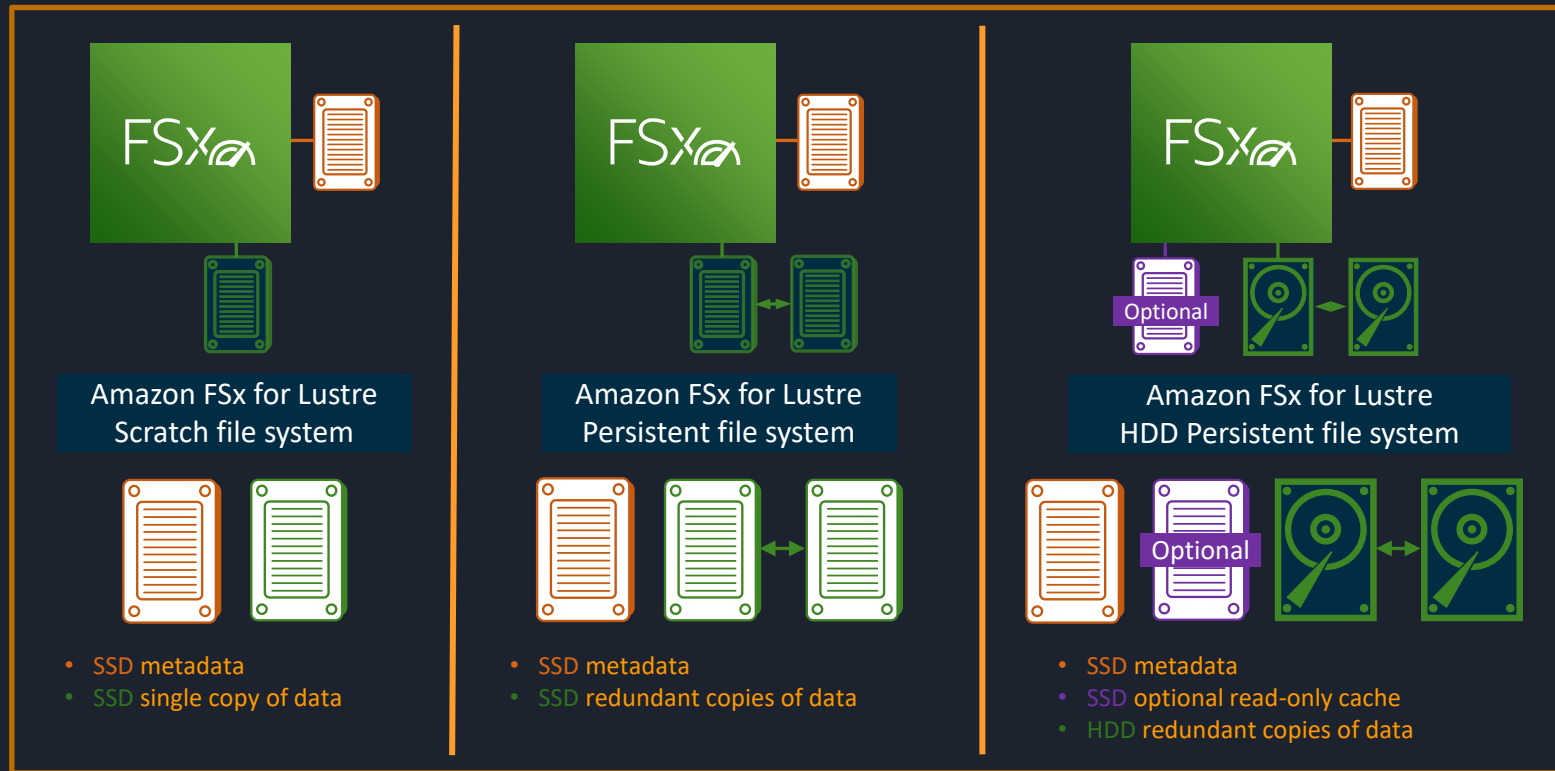 FSx
Amazon FSx for Lustre
Scratch file system
• SSD metadata
• SSD single copy of data
FSx
Amazon FSx for Lustre
Persistent file system
• SSD metadata
• SSD redundant copies of data
FSx
Optional
Amazon FSx for Lustre
HDD Persistent file system
Optional
• SSD metadata
• SSD optional read-only cache
• HDD redundant copies of data